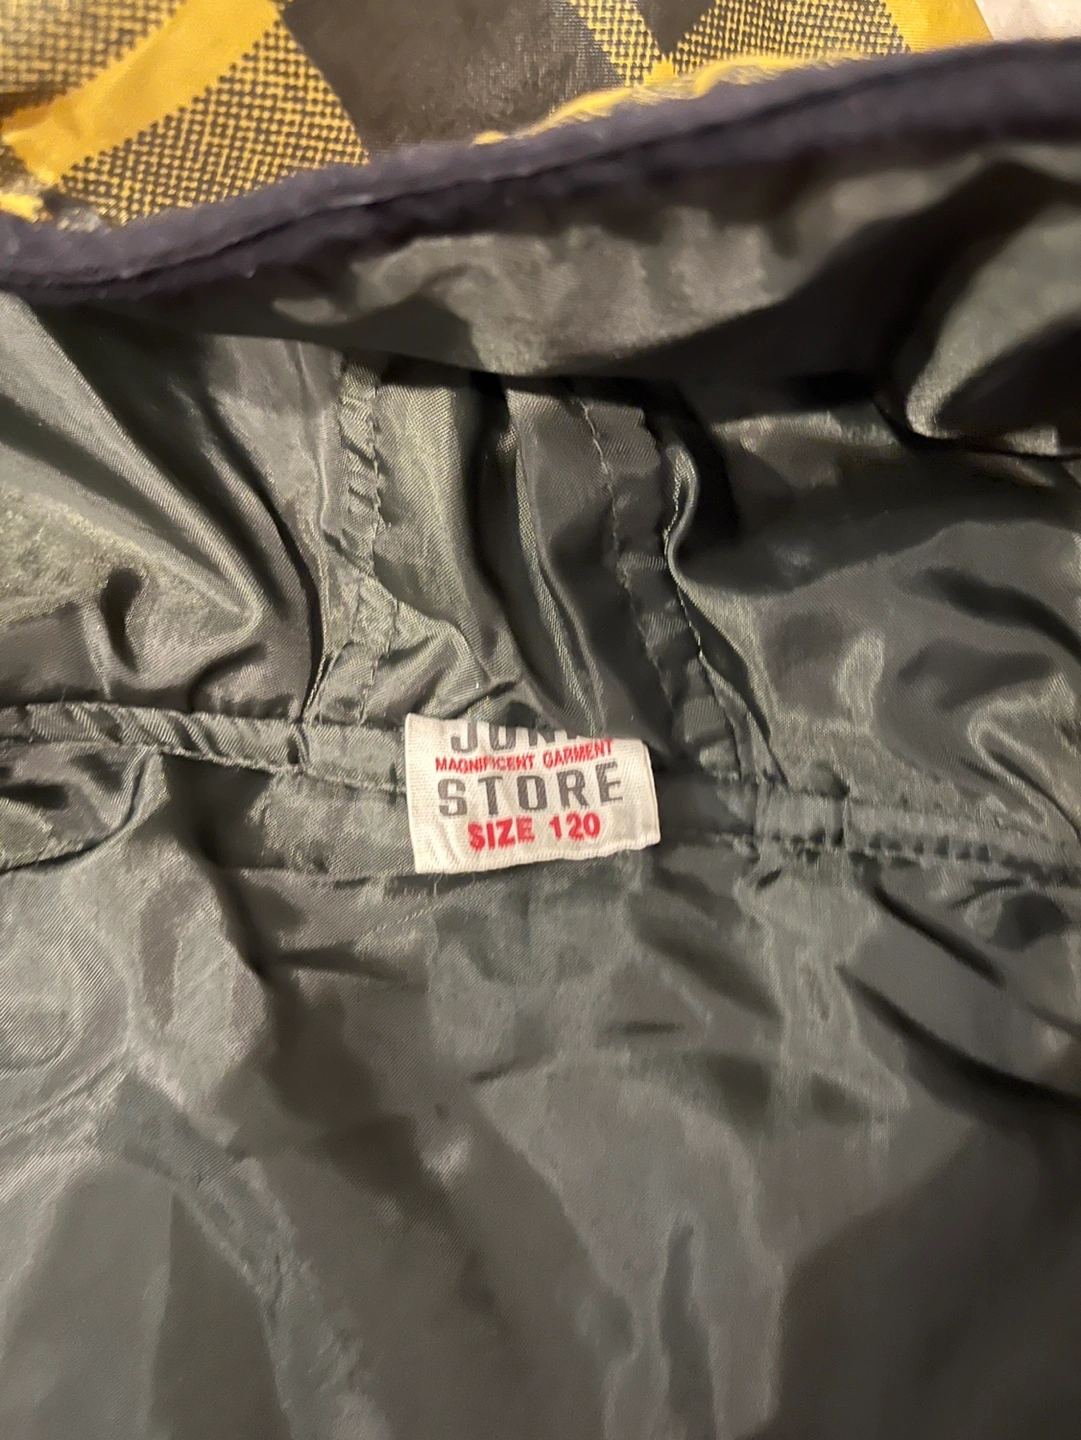 MAGNIFICENT GARMENT
STORE
SIZE 120